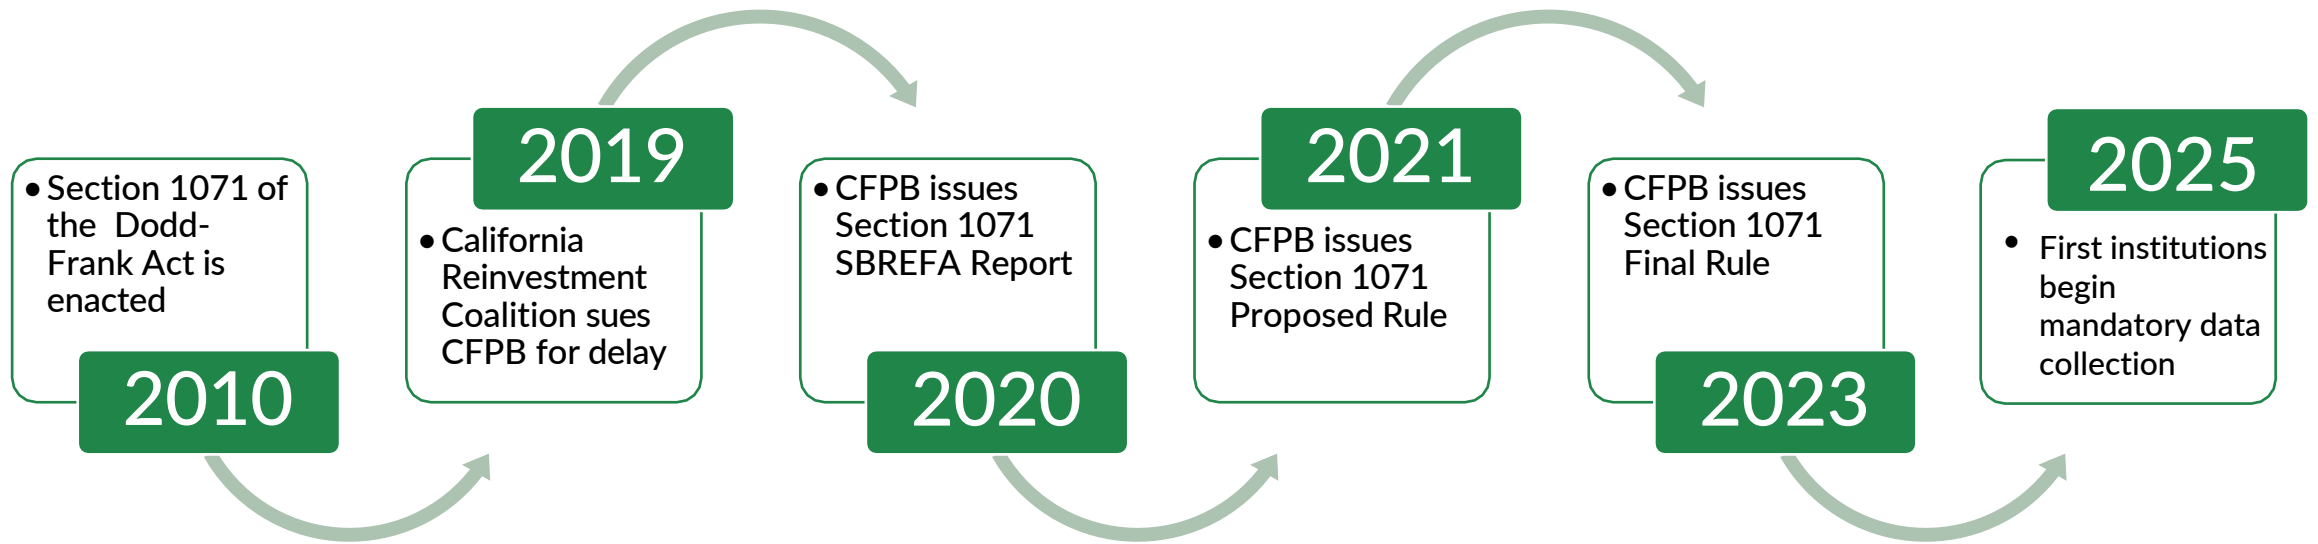 • Section 1071 of
the Dodd-
Frank Act is
enacted
2010
2019
• California
Reinvestment
Coalition sues
CFPB for delay
• CFPB issues
Section 1071
SBREFA Report
2020
2021
• CFPB issues
Section 1071
Proposed Rule
• CFPB issues
Section 1071
Final Rule
2023
2025
• First institutions
begin
mandatory data
collection